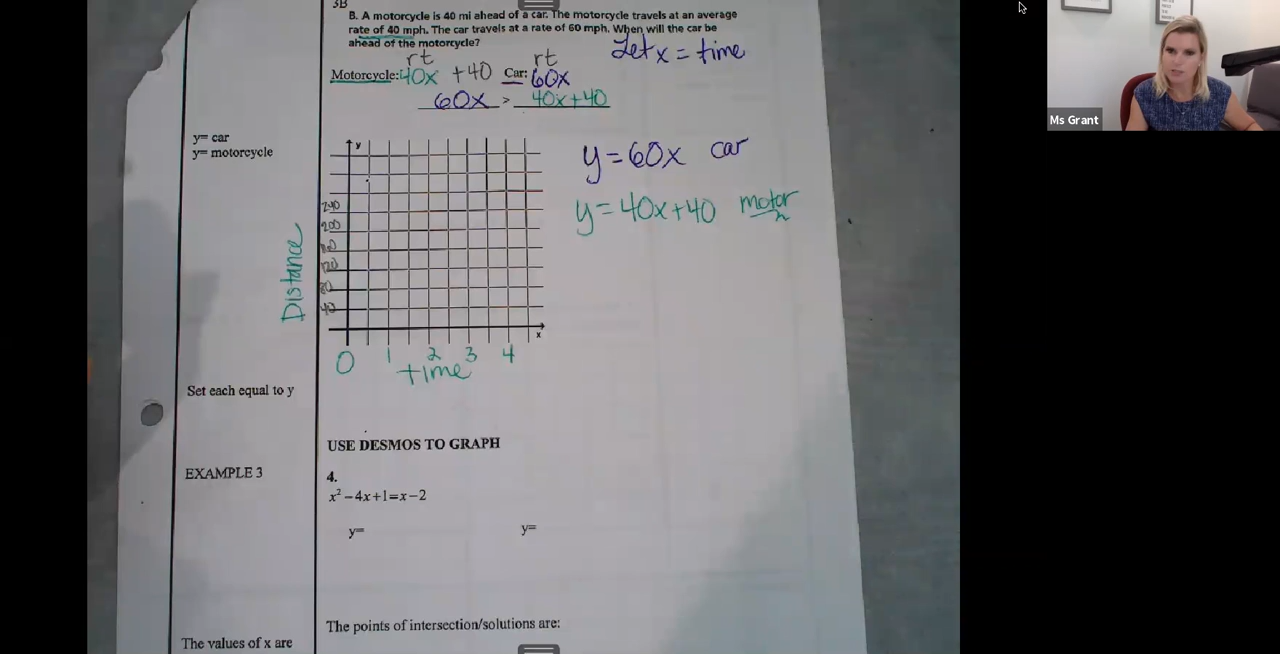 3B
B. A motorcycle is 40 mi ahead of a car. The motorcycle travels at an average
rate of 40 mph. The car travels at a rate of 60 mph. When will the car be
ahead of the motorcycle?
Let x = time
rt rt
Motorcycle: 40x + 40 Car: 60x
60x > 40x+40
y= car
y= motorcycle
y
y=60x car
y=40x+40 motor
240
200
160
120
80
40
Distance
x
0 1 2 3 4
time
Set each equal to y
USE DESMOS TO GRAPH
EXAMPLE 3
4.
x²-4x+1=x-2
y= y=
The points of intersection/solutions are:
The values of x are
Ms Grant